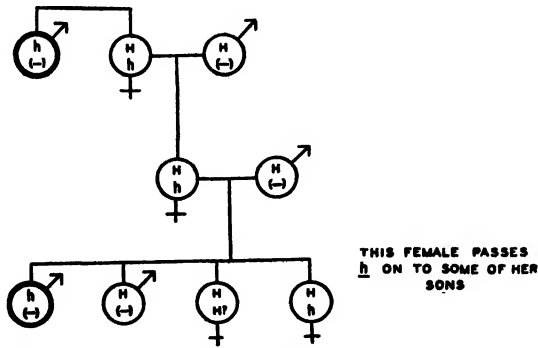 h H H
(–) h (–)
H H
h (–)
h H H H
(–) (–) H? h
THIS FEMALE PASSES
h ON TO SOME OF HER
SONS